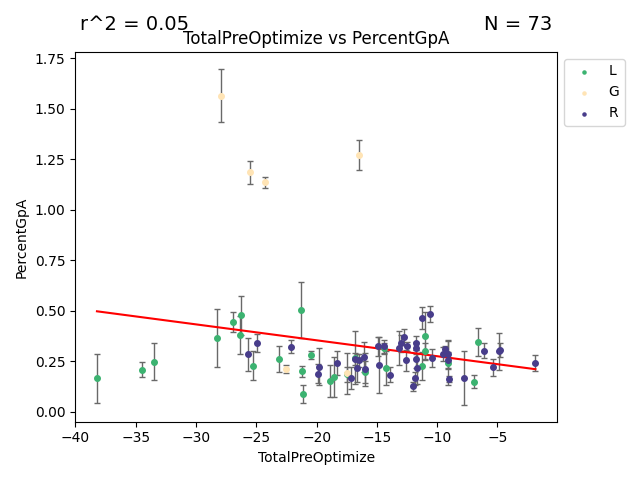 r^2 = 0.05
N = 73
TotalPreOptimize vs PercentGpA
1.75
1.50
1.25
1.00
0.75
0.50
0.25
0.00
PercentGpA
−40
−35
−30
−25
−20
−15
−10
−5
TotalPreOptimize
L
G
R